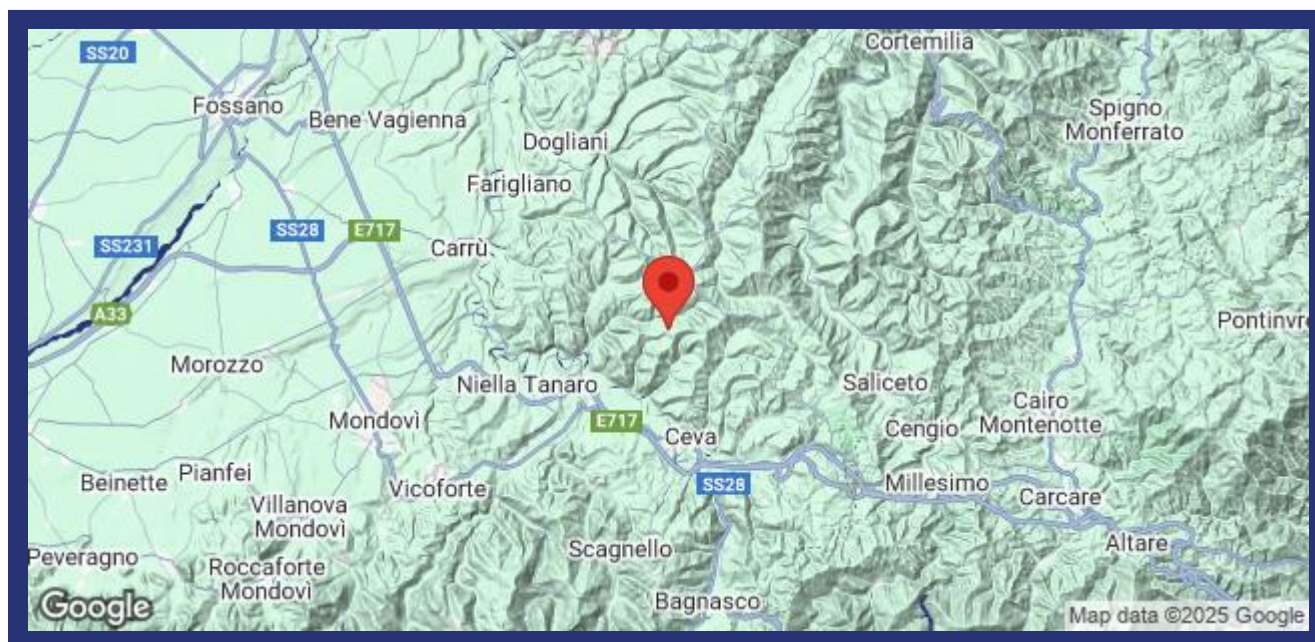 SS20
Cortemilia
Fossano
Bene Vagienna
Spigno
Monferrato
Dogliani
Farigliano
SS28
E717
SS231
Carrù
A33
Pontinvre
Morozzo
Niella Tanaro
Saliceto
Mondovì
E717
Cairo
Montenotte
Ceva
Cengio
Beinette
Pianfei
Vicoforte
SS28
Millesimo
Carcare
Villanova
Mondovì
Peveragno
Scagnello
Altare
Roccaforte
Mondovì
Bagnasco
Google
Map data ©2025 Google